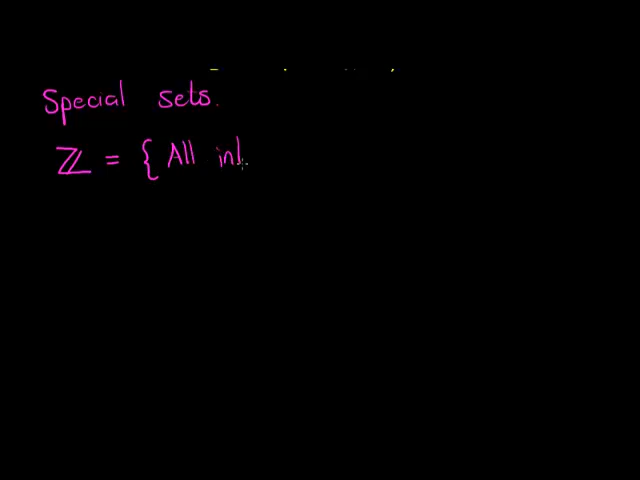 Special sets.
ℤ = { All int